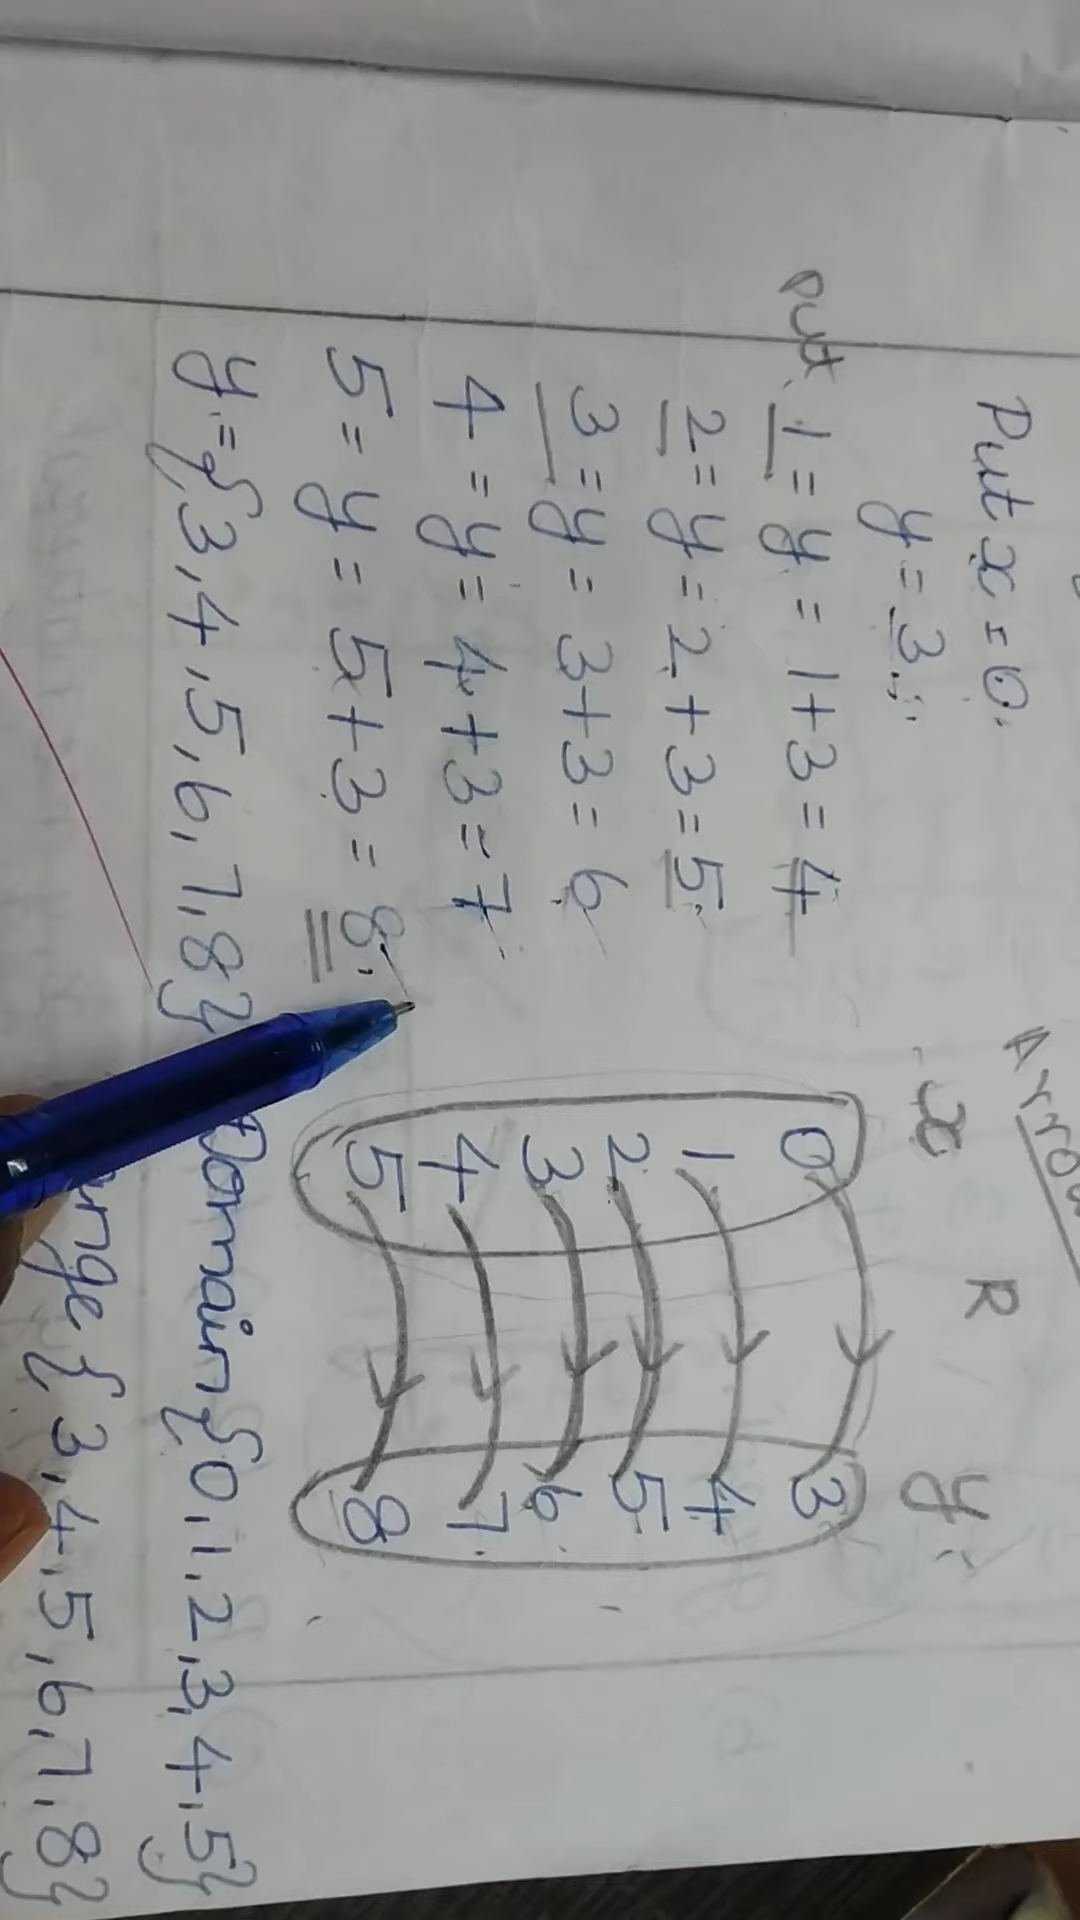 Put x = 0.
y = 3.
put 1 = y = 1+3 = 4
2 = y = 2+3 = 5.
3 = y = 3+3 = 6
4 = y = 4+3 = 7
5 = y = 5+3 = 8.
y = {3,4,5,6,7,8}
x R y
0 3
1 4
2 5
3 6
4 7
5 8
Domain {0,1,2,3,4,5}
{3,4,5,6,7,8}